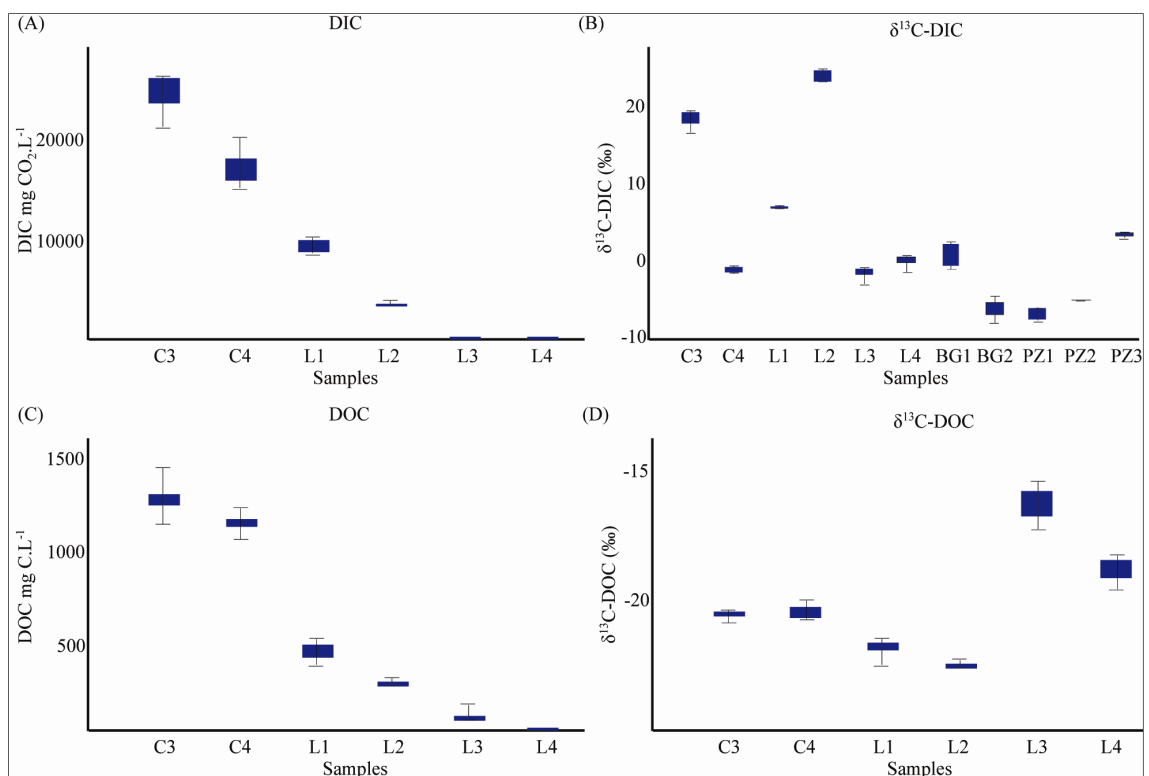 (A)
DIC
DIC mg CO₂.L⁻¹
20000
10000
C3 C4 L1 L2 L3 L4
Samples
(B)
δ¹³C-DIC
δ¹³C-DIC (‰)
20
10
0
-10
C3 C4 L1 L2 L3 L4 BG1 BG2 PZ1 PZ2 PZ3
Samples
(C)
DOC
DOC mg C.L⁻¹
1500
1000
500
C3 C4 L1 L2 L3 L4
Samples
(D)
δ¹³C-DOC
δ¹³C-DOC (‰)
-15
-20
C3 C4 L1 L2 L3 L4
Samples